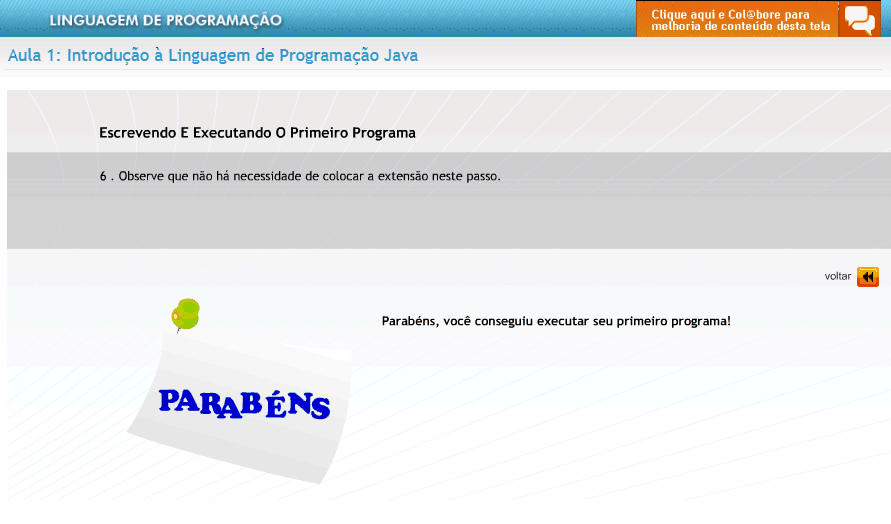 LINGUAGEM DE PROGRAMAÇÃO
Clique aqui e Col@bore para
melhoria de conteúdo desta tela
Aula 1: Introdução à Linguagem de Programação Java
Escrevendo E Executando O Primeiro Programa
6 . Observe que não há necessidade de colocar a extensão neste passo.
voltar
Parabéns, você conseguiu executar seu primeiro programa!
PARABÉNS